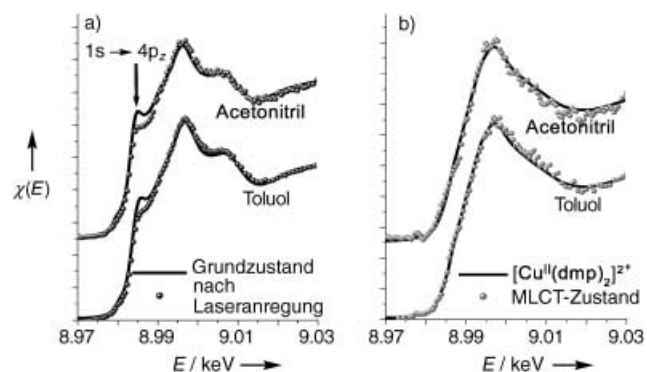 a)
1s → 4p_z
Acetonitril
Toluol
χ(E)
Grundzustand
nach
Laseranregung
8.97 8.99 9.01 9.03
E / keV
b)
Acetonitril
Toluol
[Cu^II(dmp)_2]^2+
MLCT-Zustand
8.97 8.99 9.01 9.03
E / keV